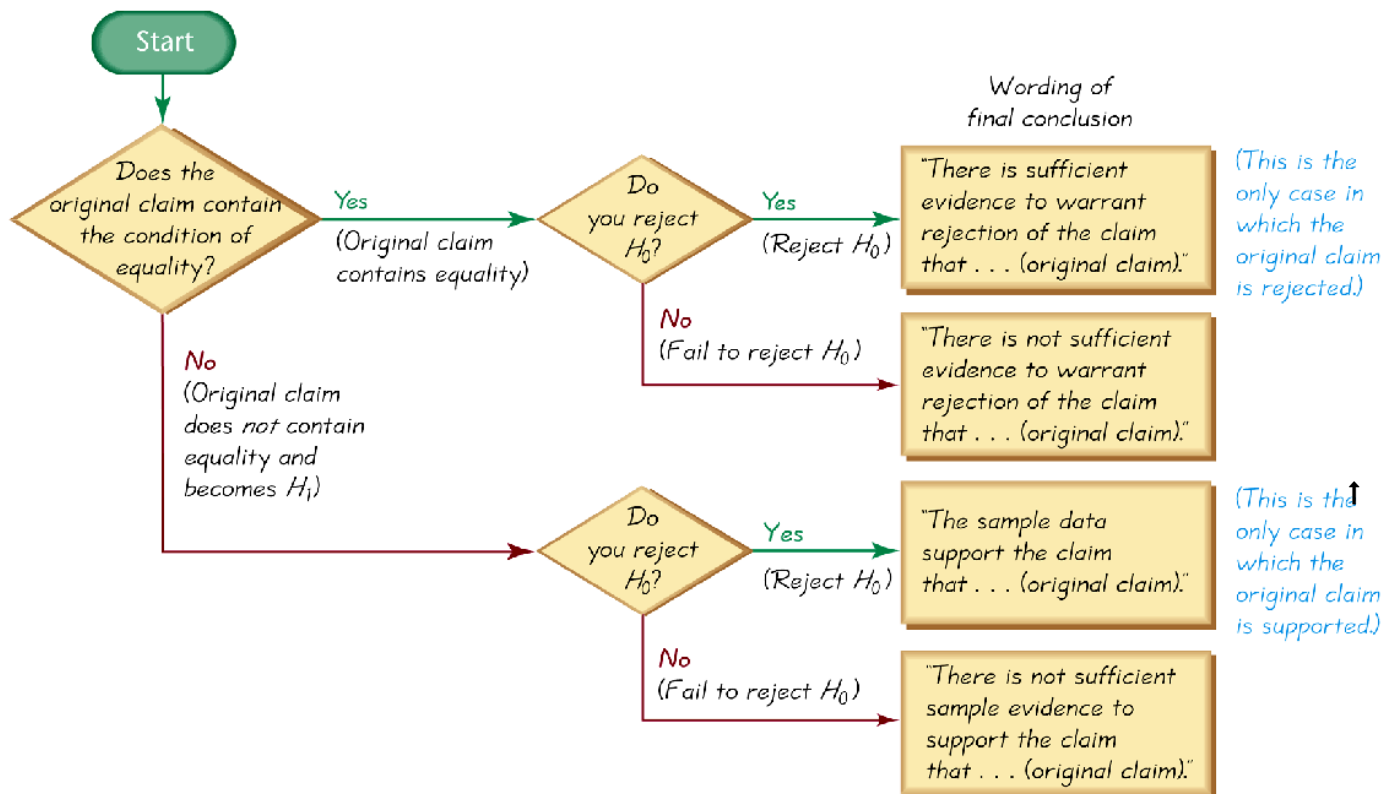 Start
Wording of
final conclusion
Does the
original claim contain
the condition of
equality?
Yes
(Original claim
contains equality)
Do
you reject
H₀?
Yes
(Reject H₀)
"There is sufficient
evidence to warrant
rejection of the claim
that . . . (original claim)."
(This is the
only case in
which the
original claim
is rejected.)
No
(Fail to reject H₀)
"There is not sufficient
evidence to warrant
rejection of the claim
that . . . (original claim)."
No
(Original claim
does not contain
equality and
becomes H₁)
Do
you reject
H₀?
Yes
(Reject H₀)
"The sample data
support the claim
that . . . (original claim)."
(This is the
only case in
which the
original claim
is supported.)
No
(Fail to reject H₀)
"There is not sufficient
sample evidence to
support the claim
that . . . (original claim)."